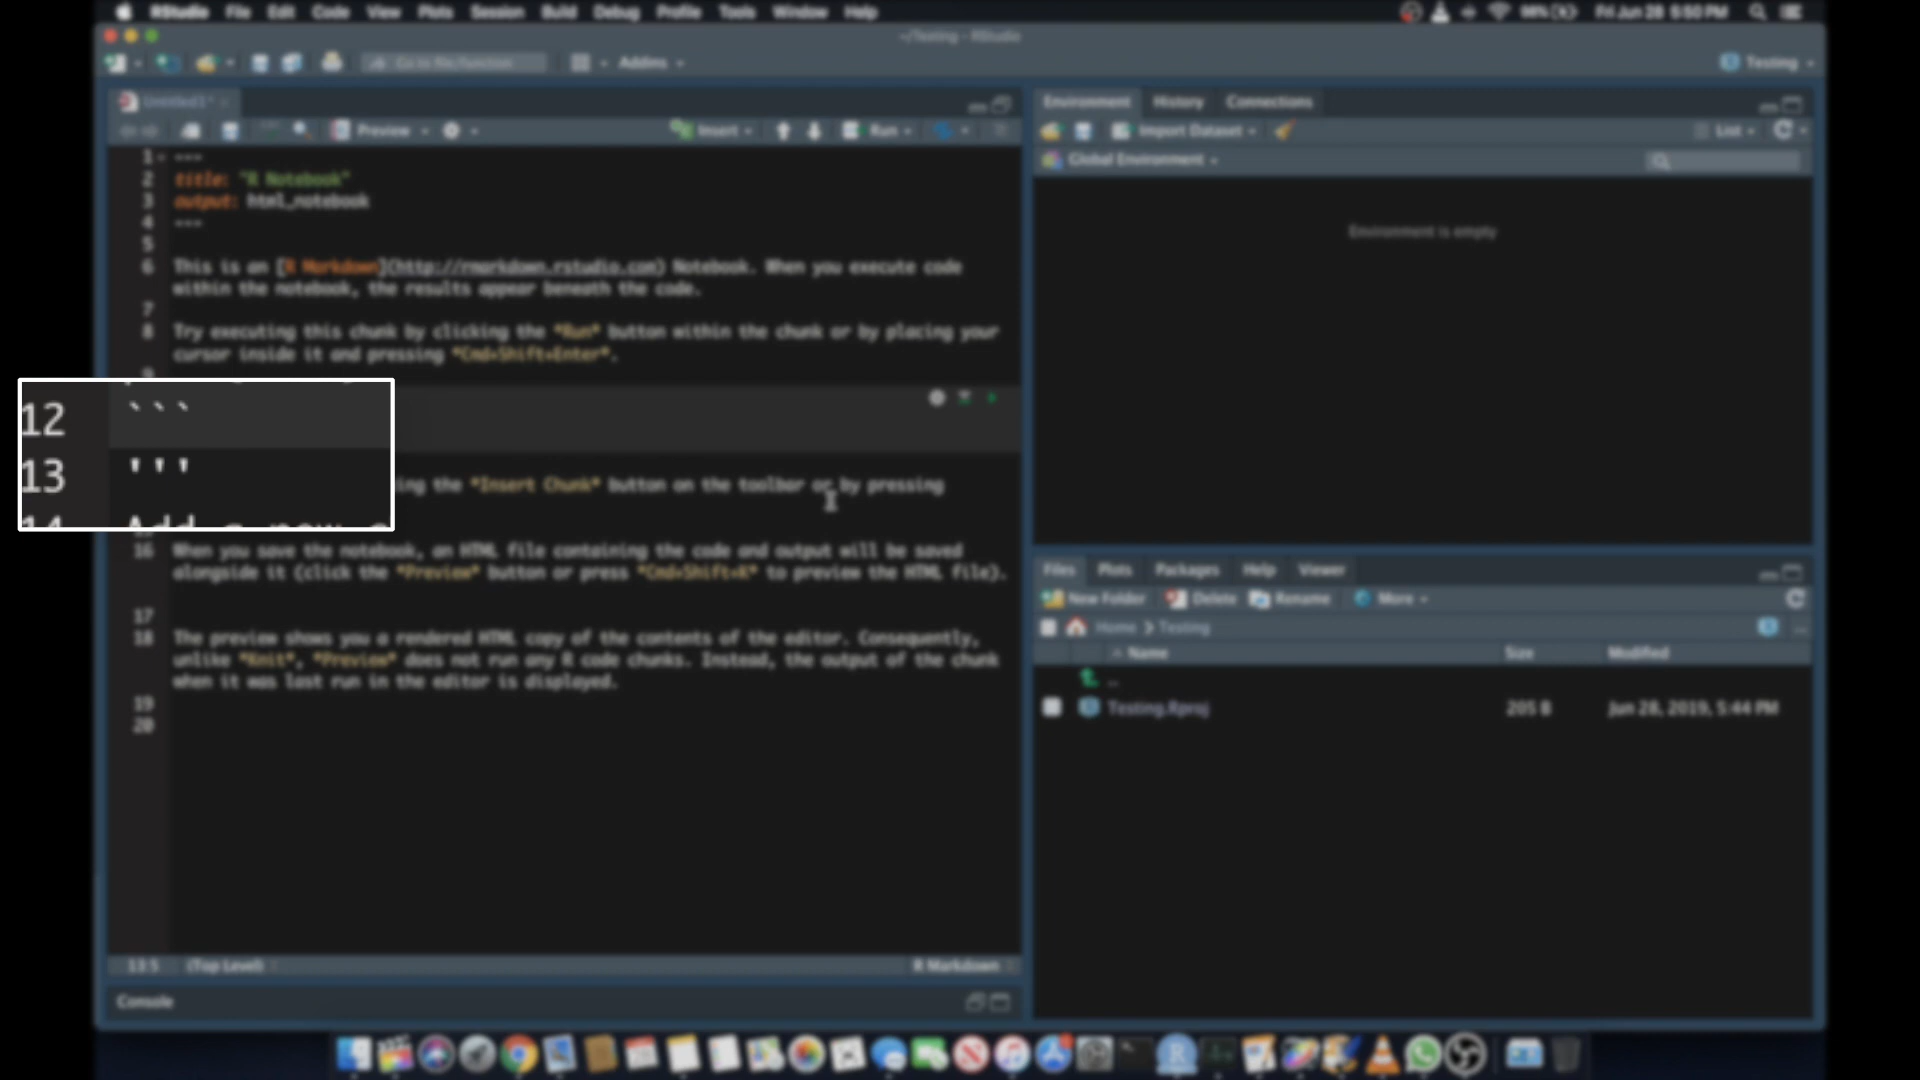 RStudio File Edit Code View Plots Session Build Debug Profile Tools Window Help
98% Fri Jun 28 5:50 PM
~/Testing - RStudio
Go to file/function Addins Testing
Untitled1*
Preview Insert Run
1 ---
2 title: "R Notebook"
3 output: html_notebook
4 ---
5
6 This is an [R Markdown](http://rmarkdown.rstudio.com) Notebook. When you execute code
within the notebook, the results appear beneath the code.
7
8 Try executing this chunk by clicking the *Run* button within the chunk or by placing your
cursor inside it and pressing *Cmd+Shift+Enter*.
9
12 ```
13 '''
14 Add a new c
ing the *Insert Chunk* button on the toolbar or by pressing
16 When you save the notebook, an HTML file containing the code and output will be saved
alongside it (click the *Preview* button or press *Cmd+Shift+K* to preview the HTML file).
17
18 The preview shows you a rendered HTML copy of the contents of the editor. Consequently,
unlike *Knit*, *Preview* does not run any R code chunks. Instead, the output of the chunk
when it was last run in the editor is displayed.
19
20
13:5 (Top Level) R Markdown
Console
Environment History Connections
Import Dataset List
Global Environment
Environment is empty
Files Plots Packages Help Viewer
New Folder Delete Rename More
Home Testing
Name Size Modified
..
Testing.Rproj 205 B Jun 28, 2019, 5:44 PM